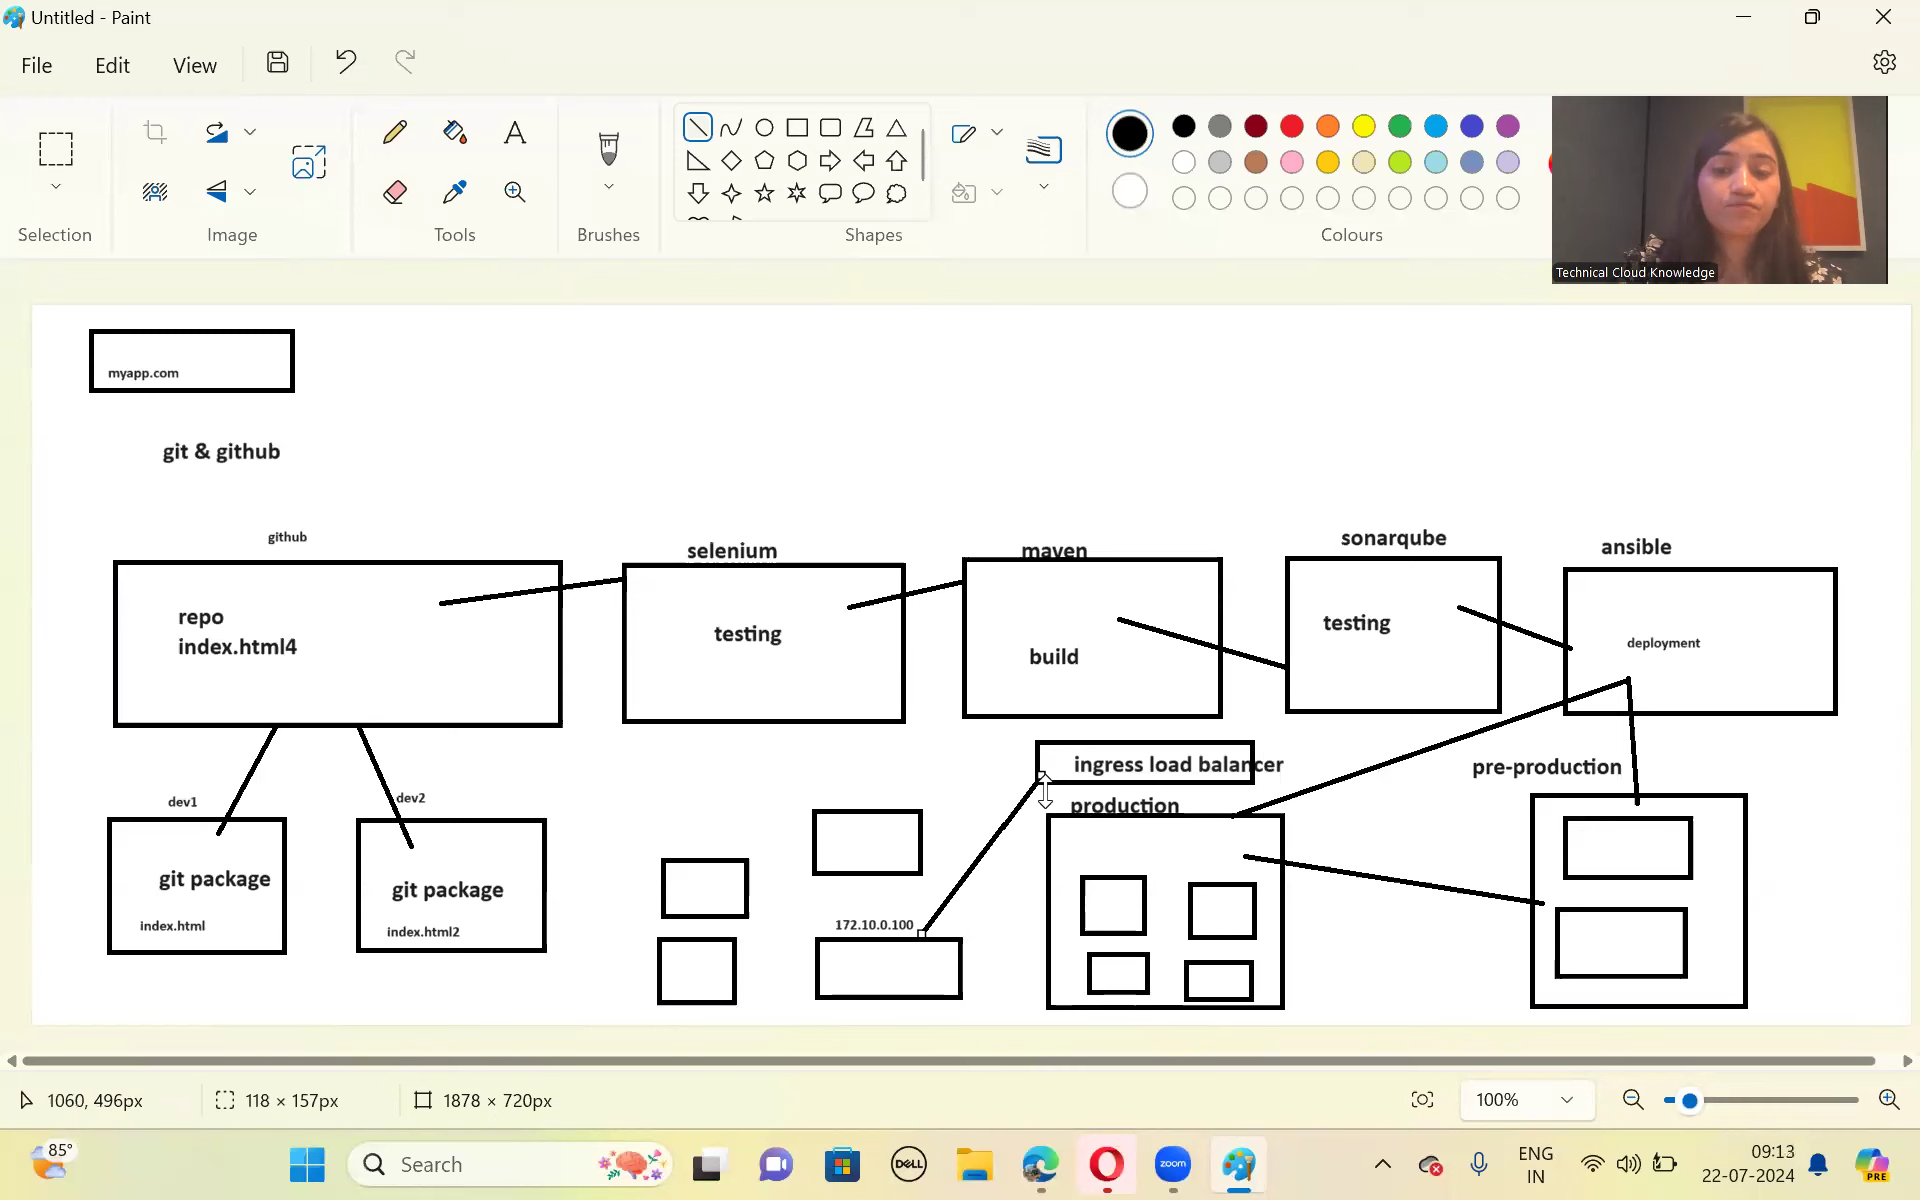 Untitled - Paint
File
Edit
View
Selection
Image
Tools
Brushes
Shapes
Colours
Technical Cloud Knowledge
myapp.com
git & github
github
selenium
maven
sonarqube
ansible
repo
index.html4
testing
build
testing
deployment
ingress load balancer
pre-production
production
dev1
dev2
git package
index.html
git package
index.html2
172.10.0.100
1060, 496px
118 × 157px
1878 × 720px
100%
85°
Search
DELL
zoom
ENG
IN
09:13
22-07-2024
PRE